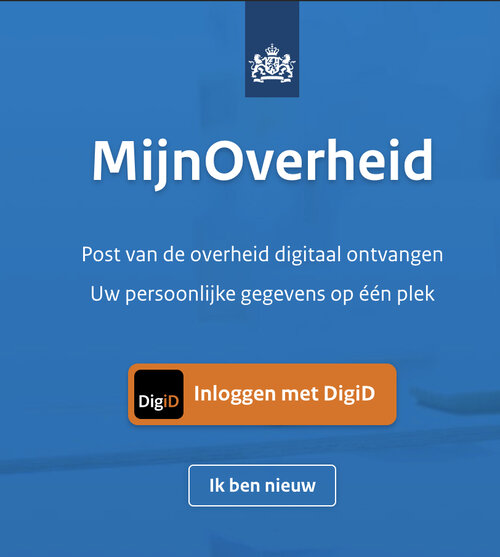 MijnOverheid
Post van de overheid digitaal ontvangen
Uw persoonlijke gegevens op één plek
DigiD Inloggen met DigiD
Ik ben nieuw